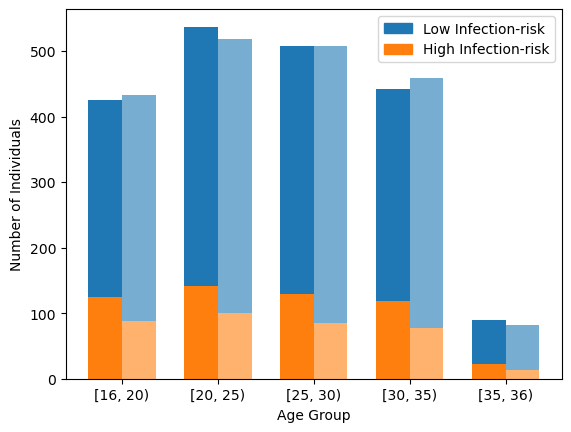 Low Infection-risk
High Infection-risk
Number of Individuals
500
400
300
200
100
0
[16, 20)
[20, 25)
[25, 30)
[30, 35)
[35, 36)
Age Group